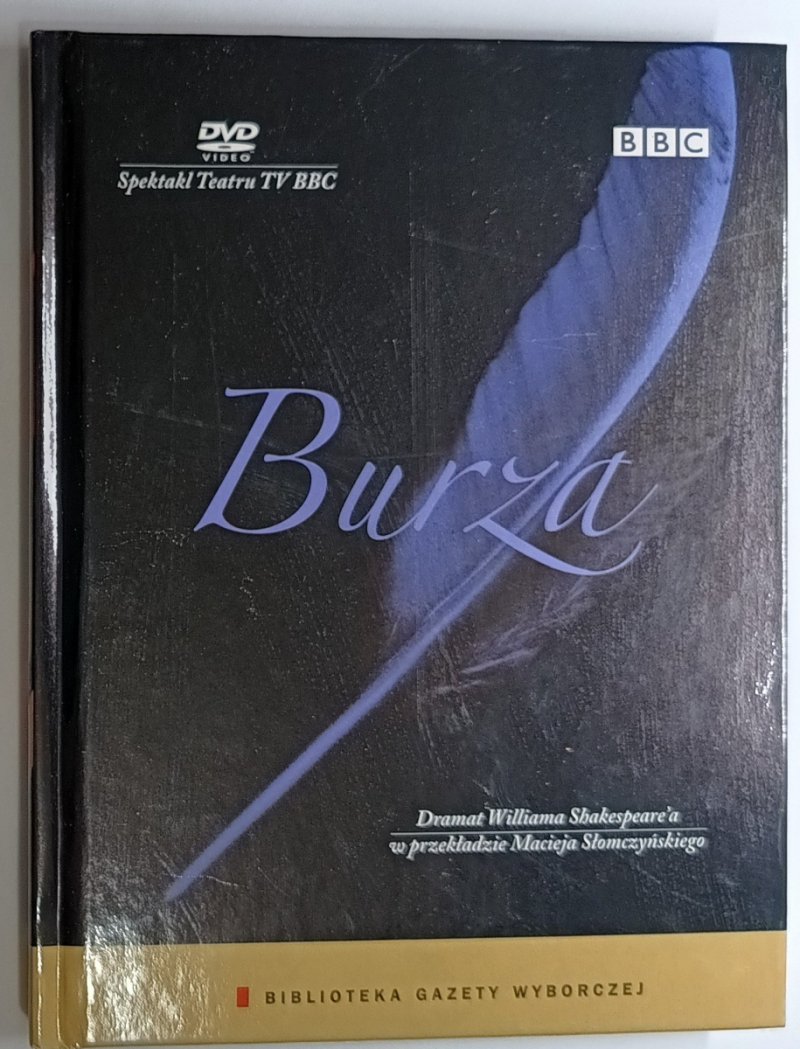 DVD
VIDEO
Spektakl Teatru TV BBC
BBC
Burza
Dramat Williama Shakespeare'a
w przekładzie Macieja Słomczyńskiego
BIBLIOTEKA GAZETY WYBORCZEJ